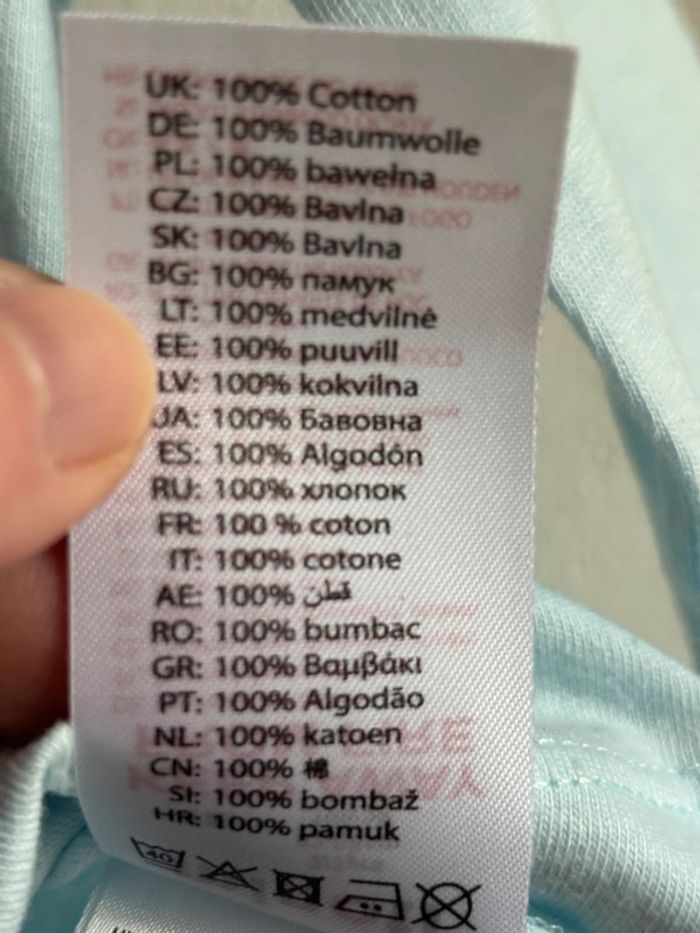 UK: 100% Cotton
DE: 100% Baumwolle
PL: 100% bawełna
CZ: 100% Bavlna
SK: 100% Bavlna
BG: 100% памук
LT: 100% medvilnė
EE: 100% puuvill
LV: 100% kokvilna
UA: 100% Бавовна
ES: 100% Algodón
RU: 100% хлопок
FR: 100 % coton
IT: 100% cotone
AE: 100% قطن
RO: 100% bumbac
GR: 100% Βαμβάκι
PT: 100% Algodão
NL: 100% katoen
CN: 100% 棉
SI: 100% bombaž
HR: 100% pamuk
40